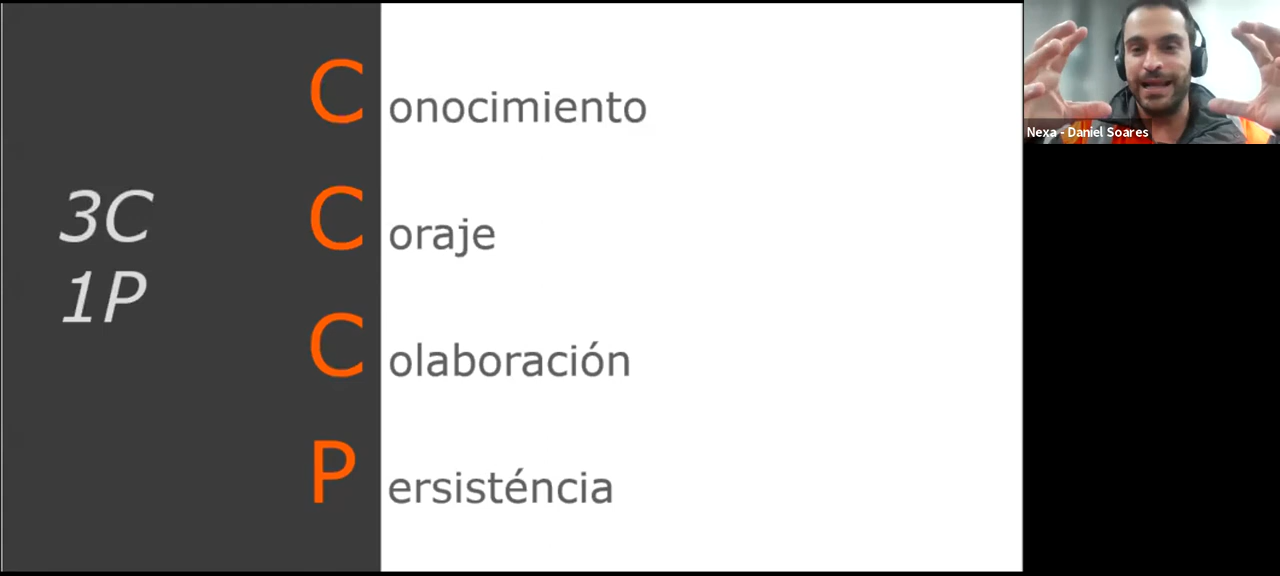 3C
1P
Conocimiento
Coraje
Colaboración
Persisténcia
Nexa - Daniel Soares